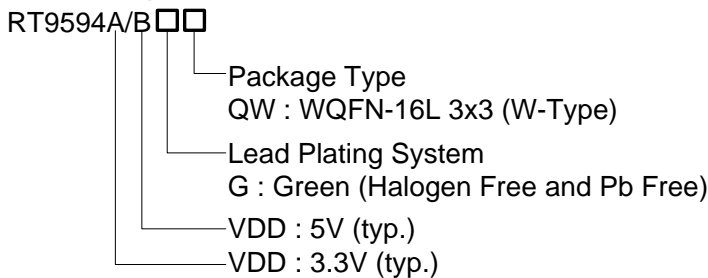 RT9594A/B□□
Package Type
QW : WQFN-16L 3x3 (W-Type)
Lead Plating System
G : Green (Halogen Free and Pb Free)
VDD : 5V (typ.)
VDD : 3.3V (typ.)